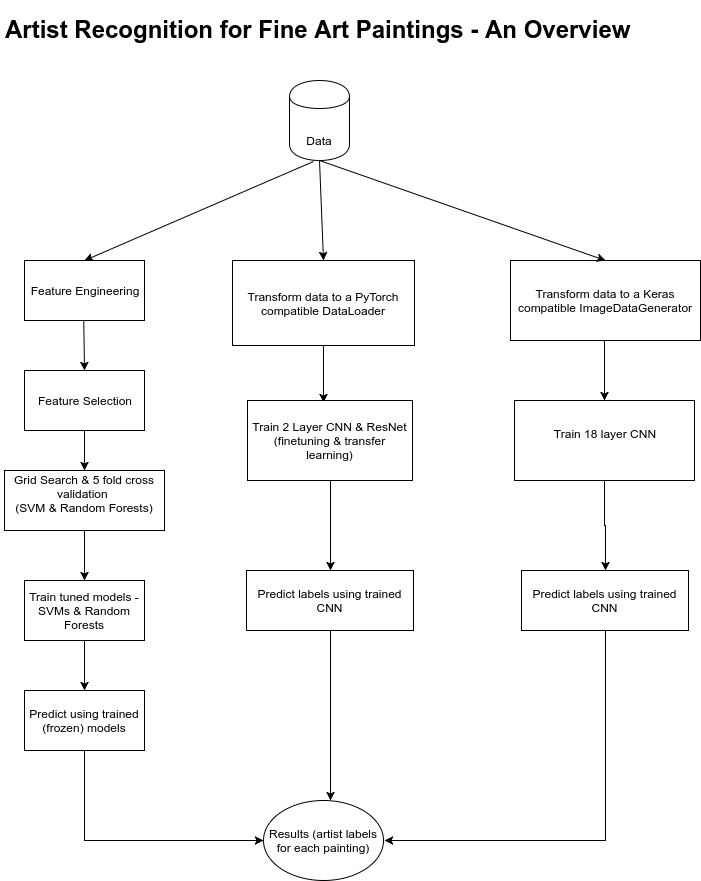 Artist Recognition for Fine Art Paintings - An Overview
Data
Feature Engineering
Transform data to a PyTorch
compatible DataLoader
Transform data to a Keras
compatible ImageDataGenerator
Feature Selection
Train 2 Layer CNN & ResNet
(finetuning & transfer
learning)
Train 18 layer CNN
Grid Search & 5 fold cross
validation
(SVM & Random Forests)
Train tuned models -
SVMs & Random
Forests
Predict labels using trained
CNN
Predict labels using trained
CNN
Predict using trained
(frozen) models
Results (artist labels
for each painting)